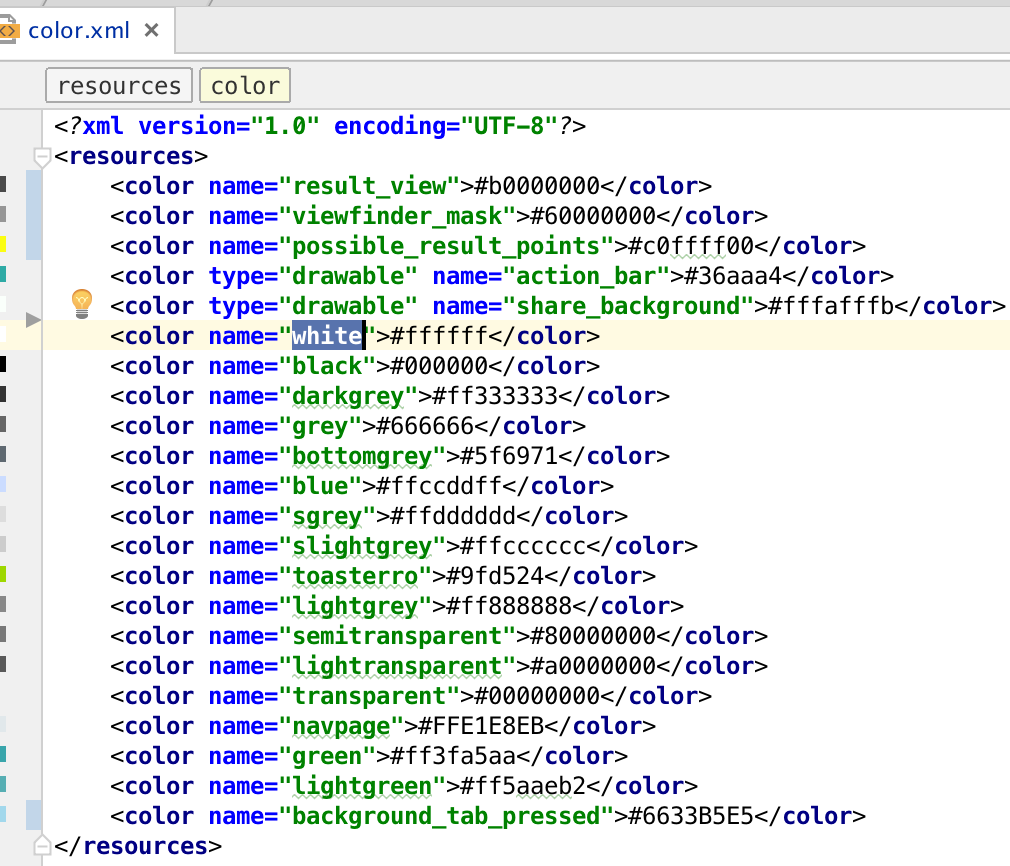 color.xml ×
resources color
<?xml version="1.0" encoding="UTF-8"?>
<resources>
<color name="result_view">#b0000000</color>
<color name="viewfinder_mask">#60000000</color>
<color name="possible_result_points">#c0ffff00</color>
<color type="drawable" name="action_bar">#36aaa4</color>
<color type="drawable" name="share_background">#fffafffb</color>
<color name="white">#ffffff</color>
<color name="black">#000000</color>
<color name="darkgrey">#ff333333</color>
<color name="grey">#666666</color>
<color name="bottomgrey">#5f6971</color>
<color name="blue">#ffccddff</color>
<color name="sgrey">#ffdddddd</color>
<color name="slightgrey">#ffcccccc</color>
<color name="toasterro">#9fd524</color>
<color name="lightgrey">#ff888888</color>
<color name="semitransparent">#80000000</color>
<color name="lightransparent">#a0000000</color>
<color name="transparent">#00000000</color>
<color name="navpage">#FFE1E8EB</color>
<color name="green">#ff3fa5aa</color>
<color name="lightgreen">#ff5aaeb2</color>
<color name="background_tab_pressed">#6633B5E5</color>
</resources>